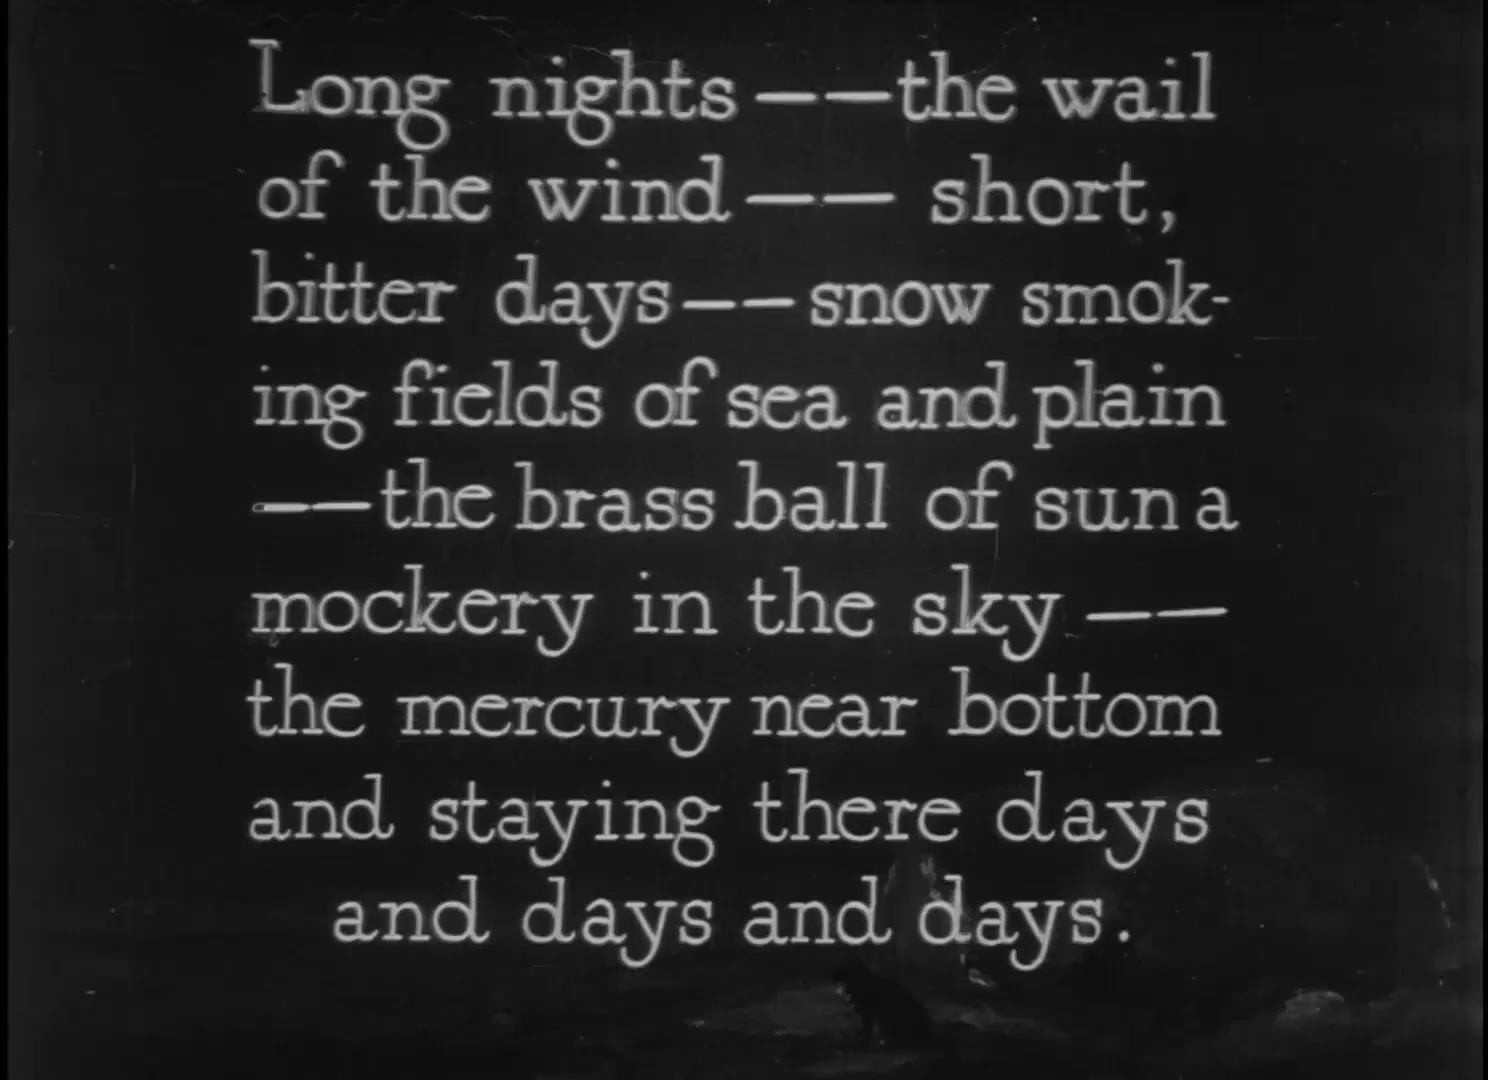 Long nights ——the wail
of the wind —— short,
bitter days——snow smok-
ing fields of sea and plain
——the brass ball of sun a
mockery in the sky ——
the mercury near bottom
and staying there days
and days and days.